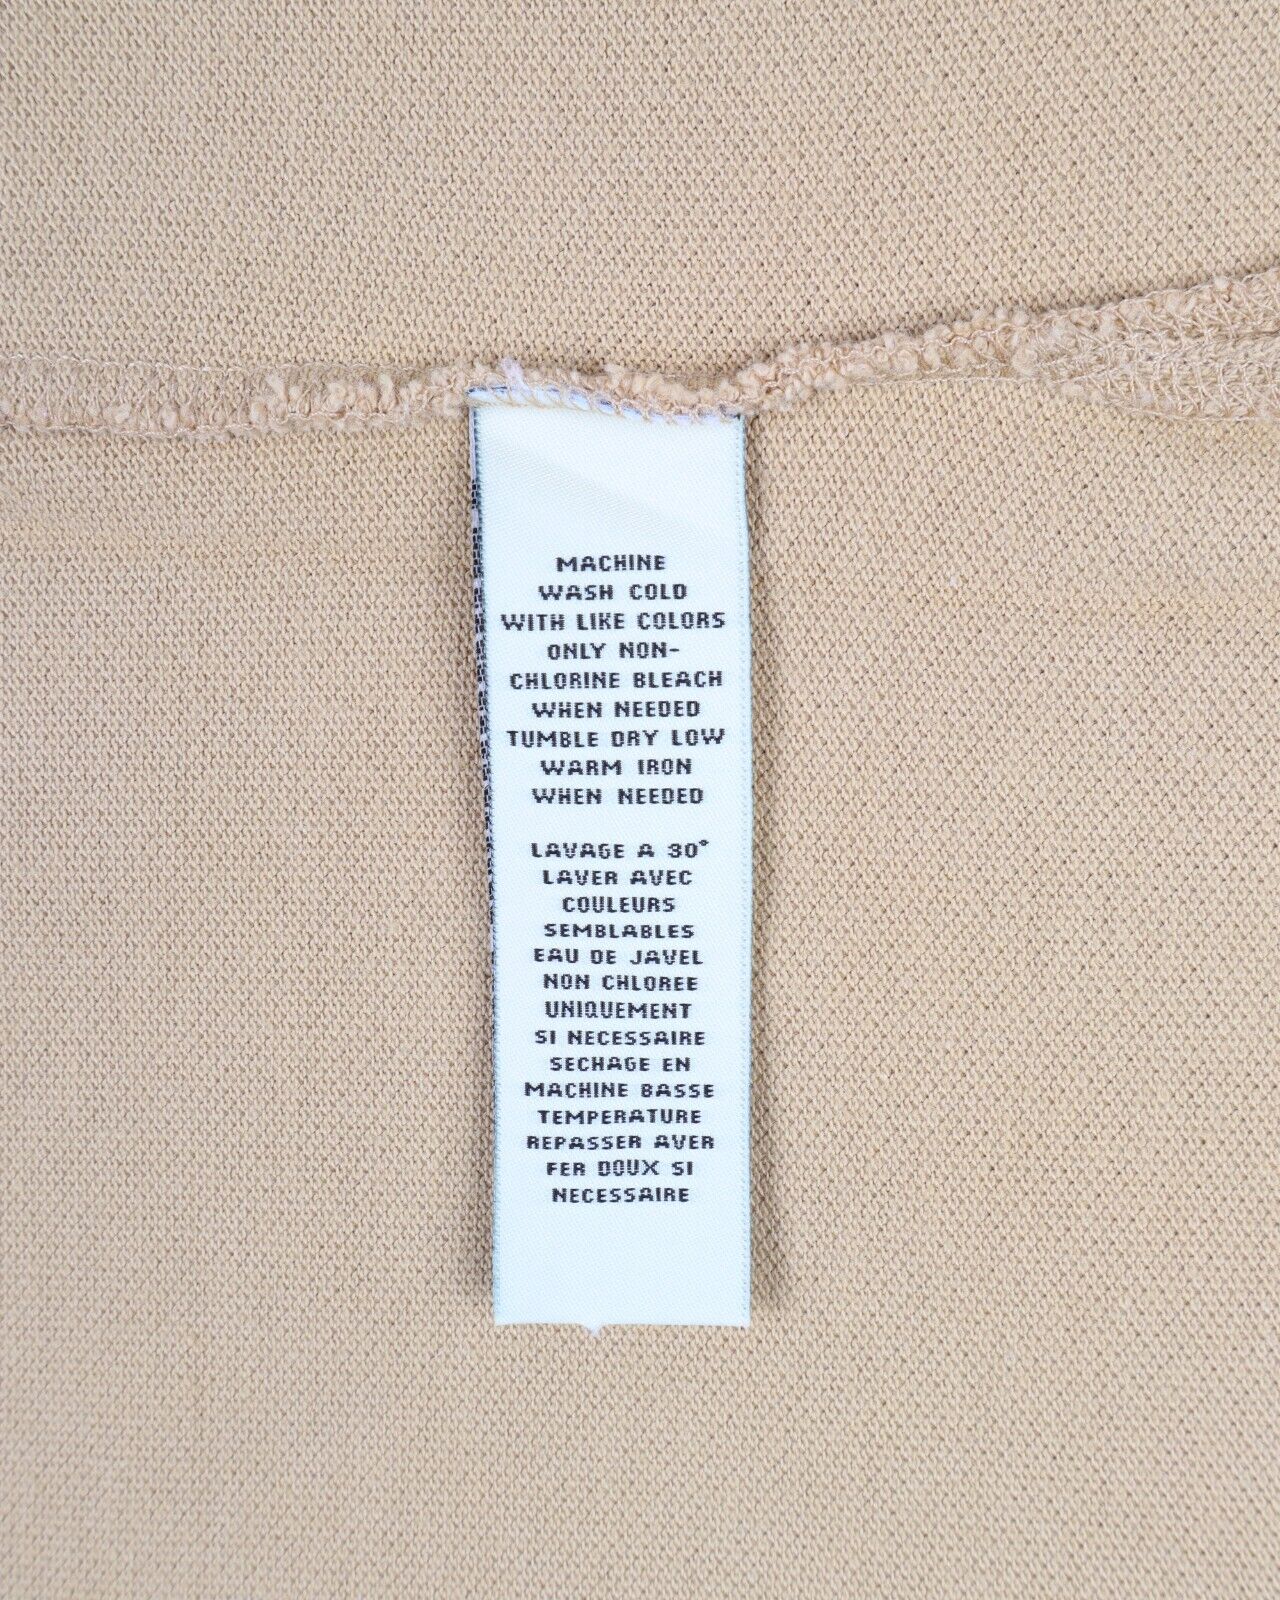 MACHINE
WASH COLD
WITH LIKE COLORS
ONLY NON-
CHLORINE BLEACH
WHEN NEEDED
TUMBLE DRY LOW
WARM IRON
WHEN NEEDED
LAVAGE A 30°
LAVER AVEC
COULEURS
SEMBLABLES
EAU DE JAVEL
NON CHLOREE
UNIQUEMENT
SI NECESSAIRE
SECHAGE EN
MACHINE BASSE
TEMPERATURE
REPASSER AVER
FER DOUX SI
NECESSAIRE